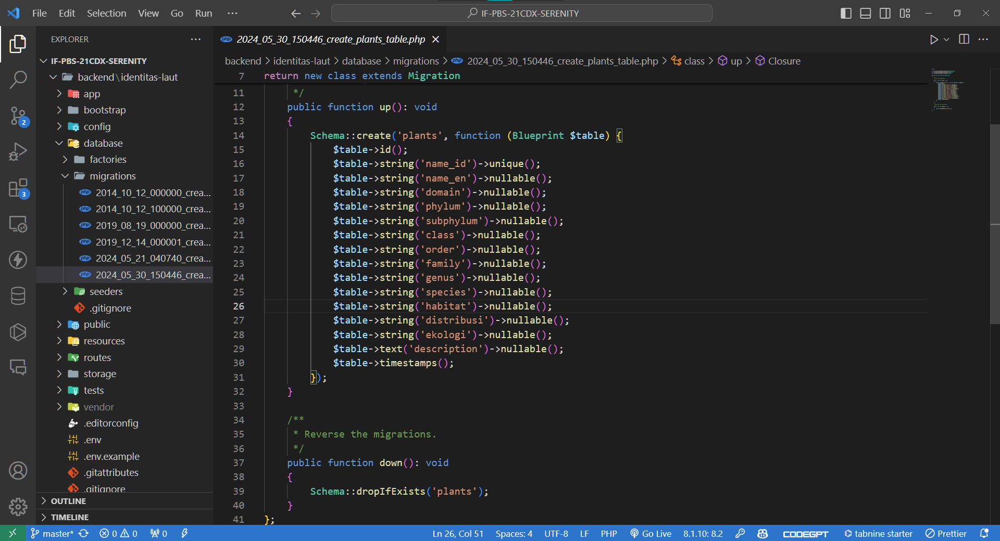 File Edit Selection View Go Run ···
IF-PBS-21CDX-SERENITY
EXPLORER
IF-PBS-21CDX-SERENITY
backend\identitas-laut
app
bootstrap
config
database
factories
migrations
php 2014_10_12_000000_crea...
php 2014_10_12_100000_crea...
php 2019_08_19_000000_crea...
php 2019_12_14_000001_crea...
php 2024_05_21_040740_crea...
php 2024_05_30_150446_crea...
seeders
.gitignore
public
resources
routes
storage
tests
vendor
.editorconfig
.env
.env.example
.gitattributes
.gitignore
OUTLINE
TIMELINE
2
3
php 2024_05_30_150446_create_plants_table.php
backend > identitas-laut > database > migrations > php 2024_05_30_150446_create_plants_table.php > class > up > Closure
7 return new class extends Migration
11 */
12 public function up(): void
13 {
14 Schema::create('plants', function (Blueprint $table) {
15 $table->id();
16 $table->string('name_id')->unique();
17 $table->string('name_en')->nullable();
18 $table->string('domain')->nullable();
19 $table->string('phylum')->nullable();
20 $table->string('subphylum')->nullable();
21 $table->string('class')->nullable();
22 $table->string('order')->nullable();
23 $table->string('family')->nullable();
24 $table->string('genus')->nullable();
25 $table->string('species')->nullable();
26 $table->string('habitat')->nullable();
27 $table->string('distribusi')->nullable();
28 $table->string('ekologi')->nullable();
29 $table->text('description')->nullable();
30 $table->timestamps();
31 });
32 }
33
34 /**
35 * Reverse the migrations.
36 */
37 public function down(): void
38 {
39 Schema::dropIfExists('plants');
40 }
41 };
master* 0 0 0 Ln 26, Col 51 Spaces: 4 UTF-8 LF PHP Go Live 8.1.10: 8.2 CODEGPT tabnine starter Prettier